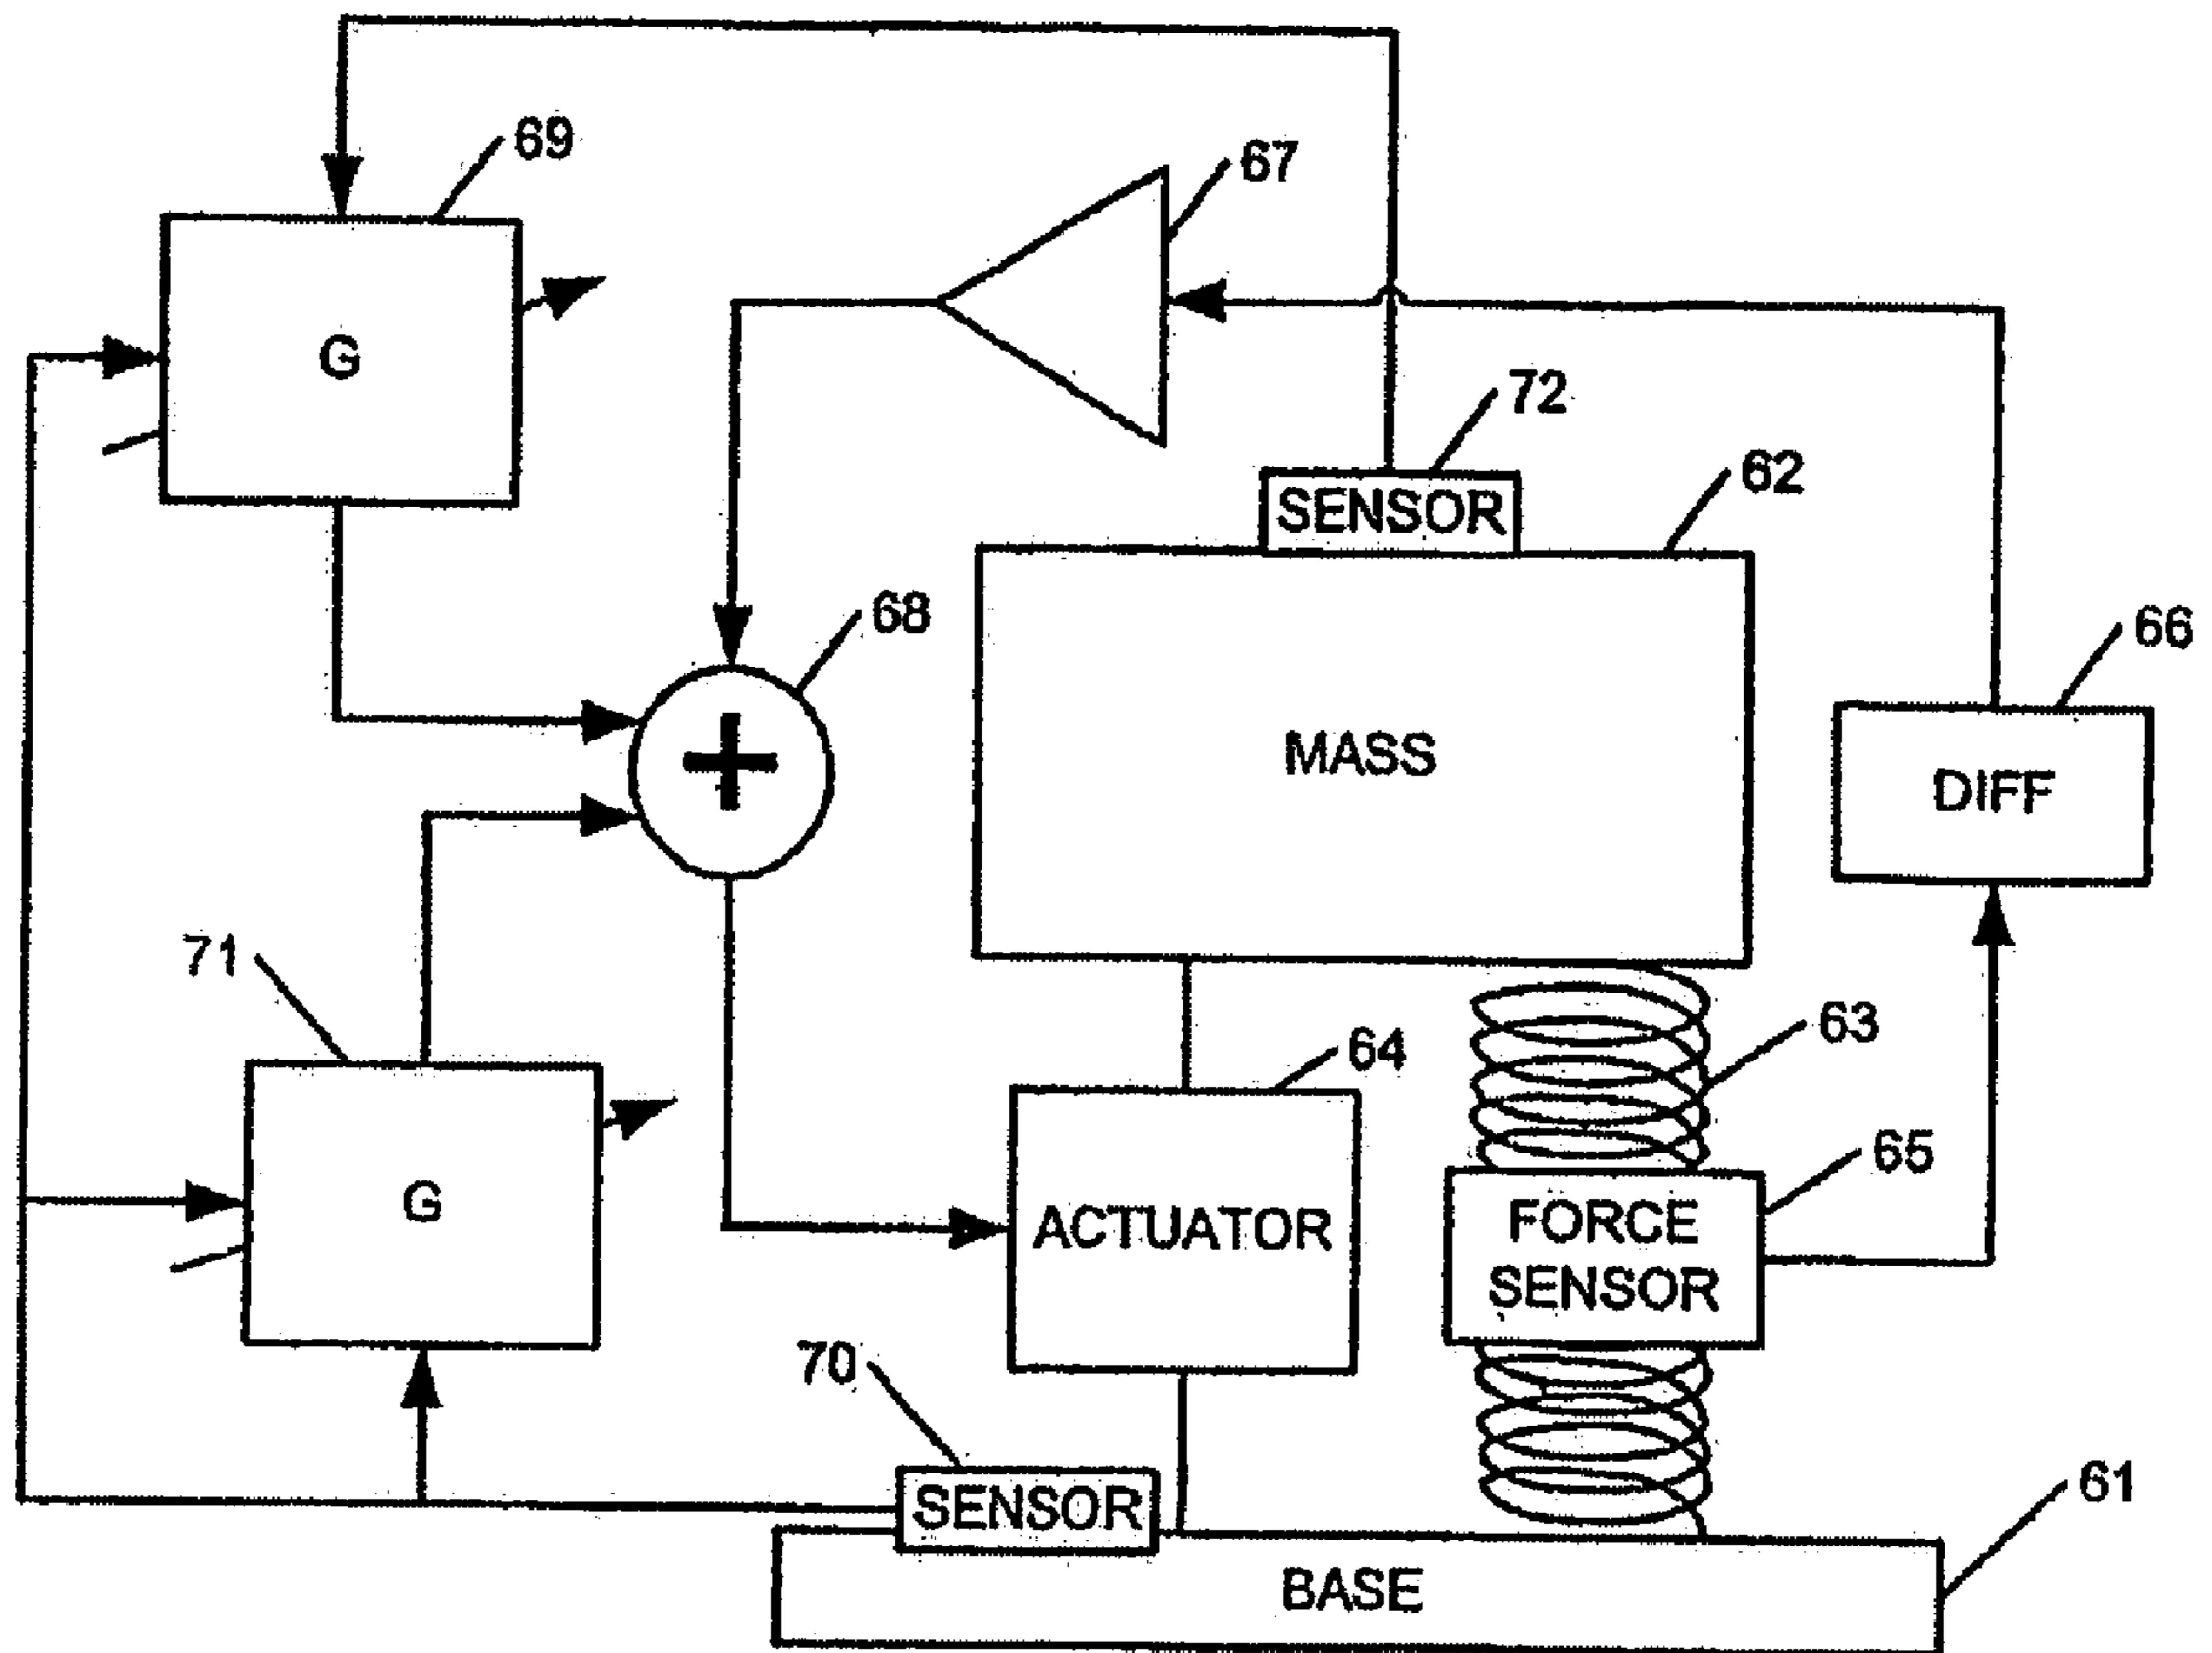 69
67
G
72
SENSOR
62
68
66
+
MASS
DIFF
71
63
64
65
G
ACTUATOR
FORCE
SENSOR
70
SENSOR
61
BASE